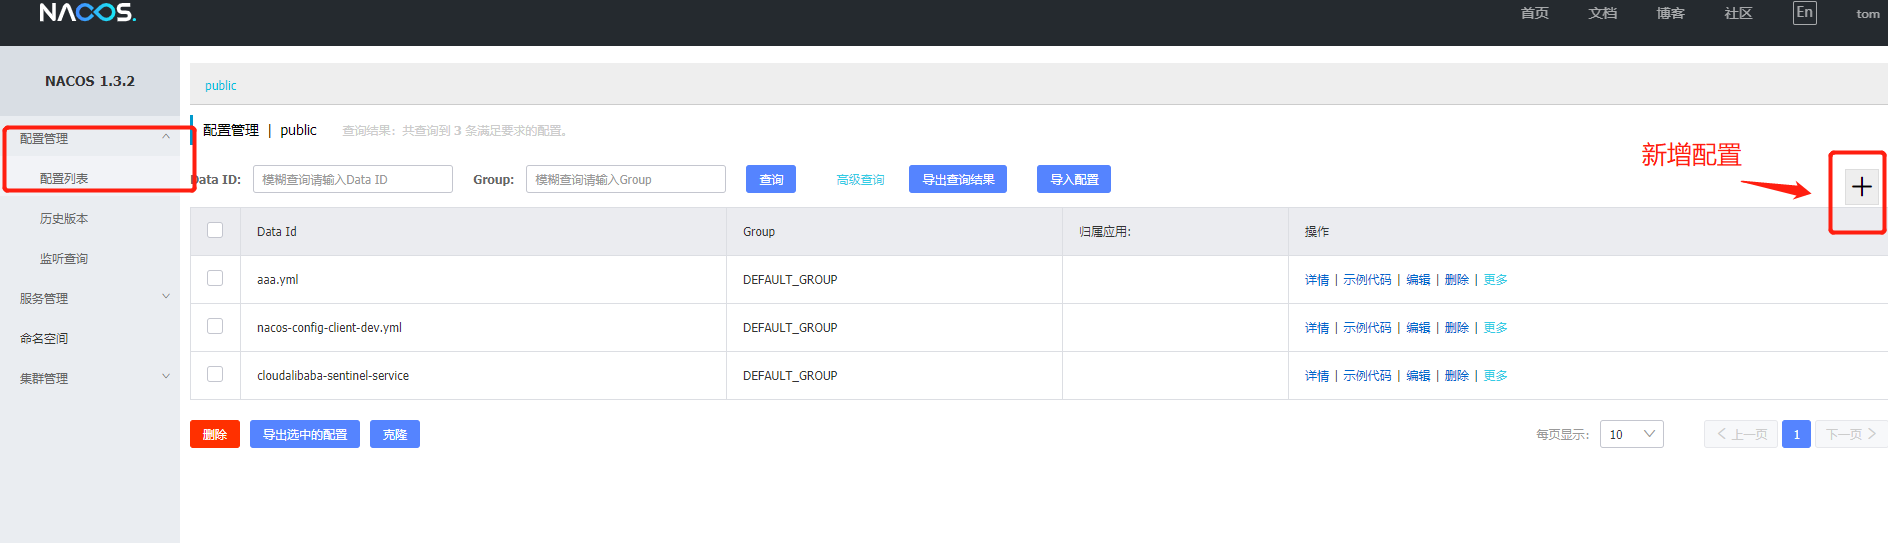 NACOS.
首页 文档 博客 社区 En tom
NACOS 1.3.2
配置管理
配置列表
历史版本
监听查询
服务管理
命名空间
集群管理
public
配置管理 | public 查询结果：共查询到 3 条满足要求的配置。
新增配置
Data ID: 模糊查询请输入Data ID Group: 模糊查询请输入Group 查询 高级查询 导出查询结果 导入配置
Data Id Group 归属应用: 操作
aaa.yml DEFAULT_GROUP 详情 | 示例代码 | 编辑 | 删除 | 更多
nacos-config-client-dev.yml DEFAULT_GROUP 详情 | 示例代码 | 编辑 | 删除 | 更多
cloudalibaba-sentinel-service DEFAULT_GROUP 详情 | 示例代码 | 编辑 | 删除 | 更多
删除 导出选中的配置 克隆 每页显示: 10 上一页 1 下一页